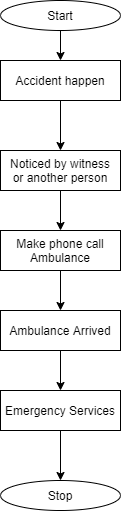 Start
Accident happen
Noticed by witness
or another person
Make phone call
Ambulance
Ambulance Arrived
Emergency Services
Stop